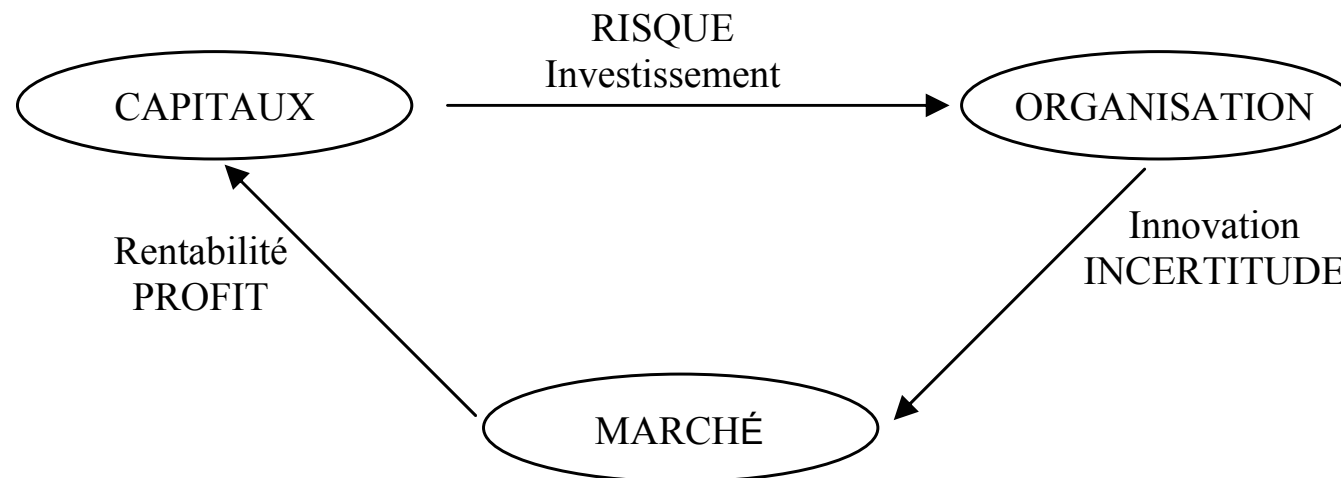 RISQUE
Investissement
CAPITAUX
ORGANISATION
Rentabilité
PROFIT
Innovation
INCERTITUDE
MARCHÉ